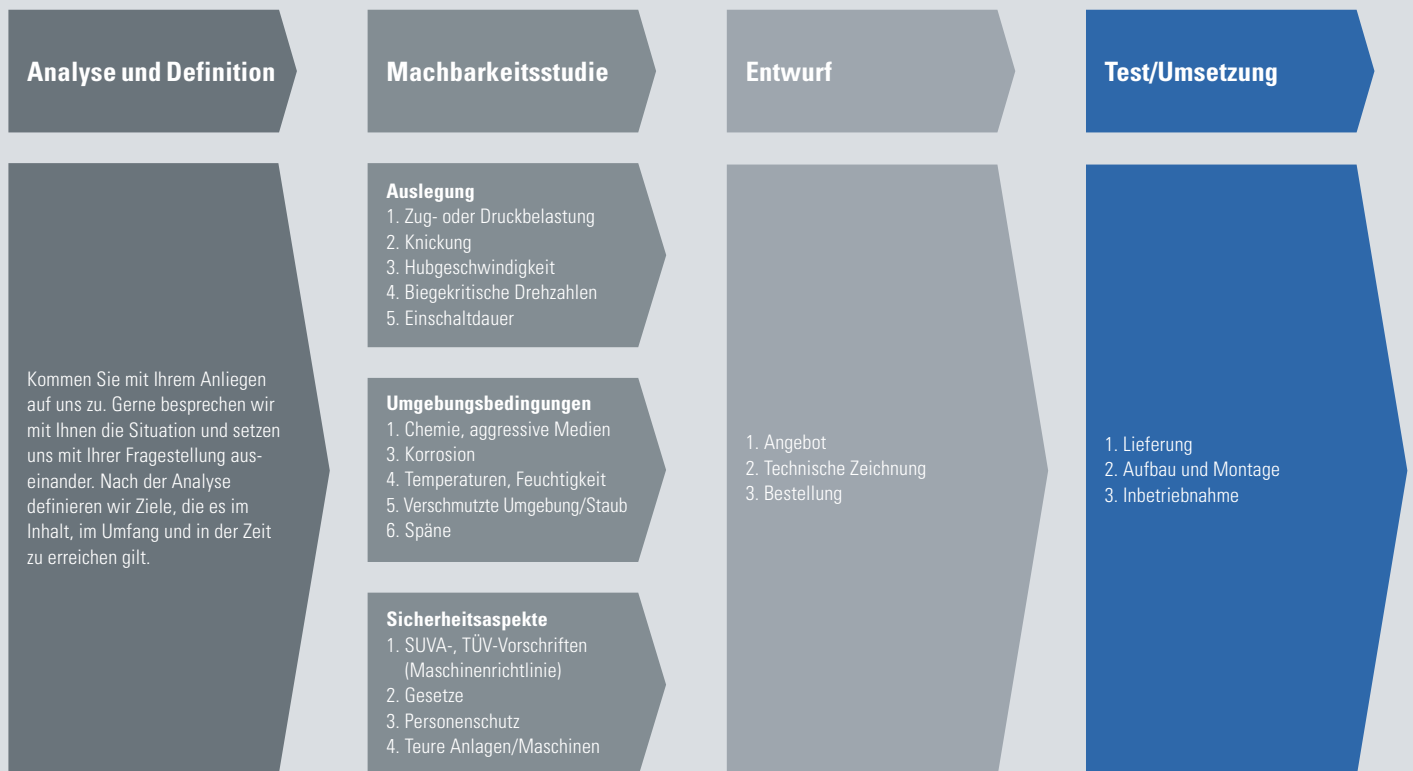 Analyse und Definition
Machbarkeitsstudie
Entwurf
Test/Umsetzung
Kommen Sie mit Ihrem Anliegen
auf uns zu. Gerne besprechen wir
mit Ihnen die Situation und setzen
uns mit Ihrer Fragestellung aus-
einander. Nach der Analyse
definieren wir Ziele, die es im
Inhalt, im Umfang und in der Zeit
zu erreichen gilt.
Auslegung
1. Zug- oder Druckbelastung
2. Knickung
3. Hubgeschwindigkeit
4. Biegekritische Drehzahlen
5. Einschaltdauer
Umgebungsbedingungen
1. Chemie, aggressive Medien
3. Korrosion
4. Temperaturen, Feuchtigkeit
5. Verschmutzte Umgebung/Staub
6. Späne
Sicherheitsaspekte
1. SUVA-, TÜV-Vorschriften
(Maschinenrichtlinie)
2. Gesetze
3. Personenschutz
4. Teure Anlagen/Maschinen
1. Angebot
2. Technische Zeichnung
3. Bestellung
1. Lieferung
2. Aufbau und Montage
3. Inbetriebnahme